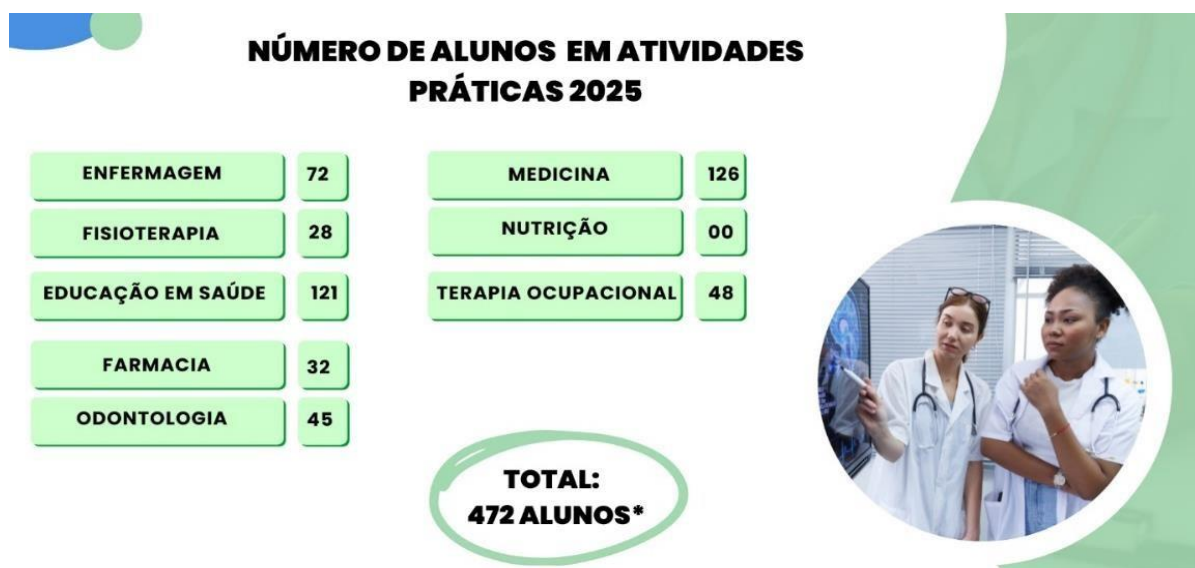 NÚMERO DE ALUNOS EM ATIVIDADES
PRÁTICAS 2025
ENFERMAGEM 72
FISIOTERAPIA 28
EDUCAÇÃO EM SAÚDE 121
FARMACIA 32
ODONTOLOGIA 45
MEDICINA 126
NUTRIÇÃO 00
TERAPIA OCUPACIONAL 48
TOTAL:
472 ALUNOS*